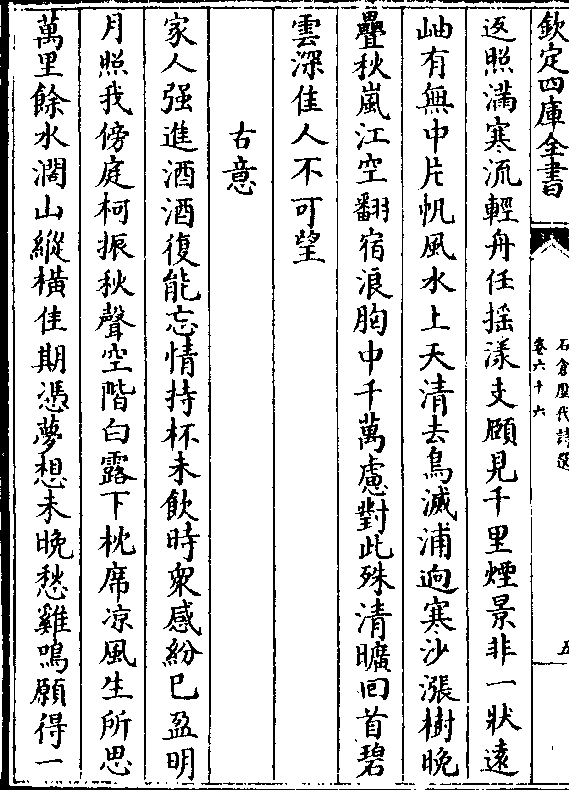 欽定四庫全書
石倉歷代詩選
卷六十六
五
返照滿寒流輕舟任搖漾支頤見千里煙景非一狀遠
岫有無中片帆風水上天清去鳥滅浦迥寒沙漲樹晚
疊秋嵐江空翻宿浪胸中千萬慮對此殊清曠回首碧
雲深佳人不可望
古意
家人强進酒酒復能忘情持杯未飲時衆感紛已盈明
月照我傍庭柯振秋聲空階白露下枕席凉風生所思
萬里餘水濶山縱橫佳期憑夢想未晚愁雞鳴願得一